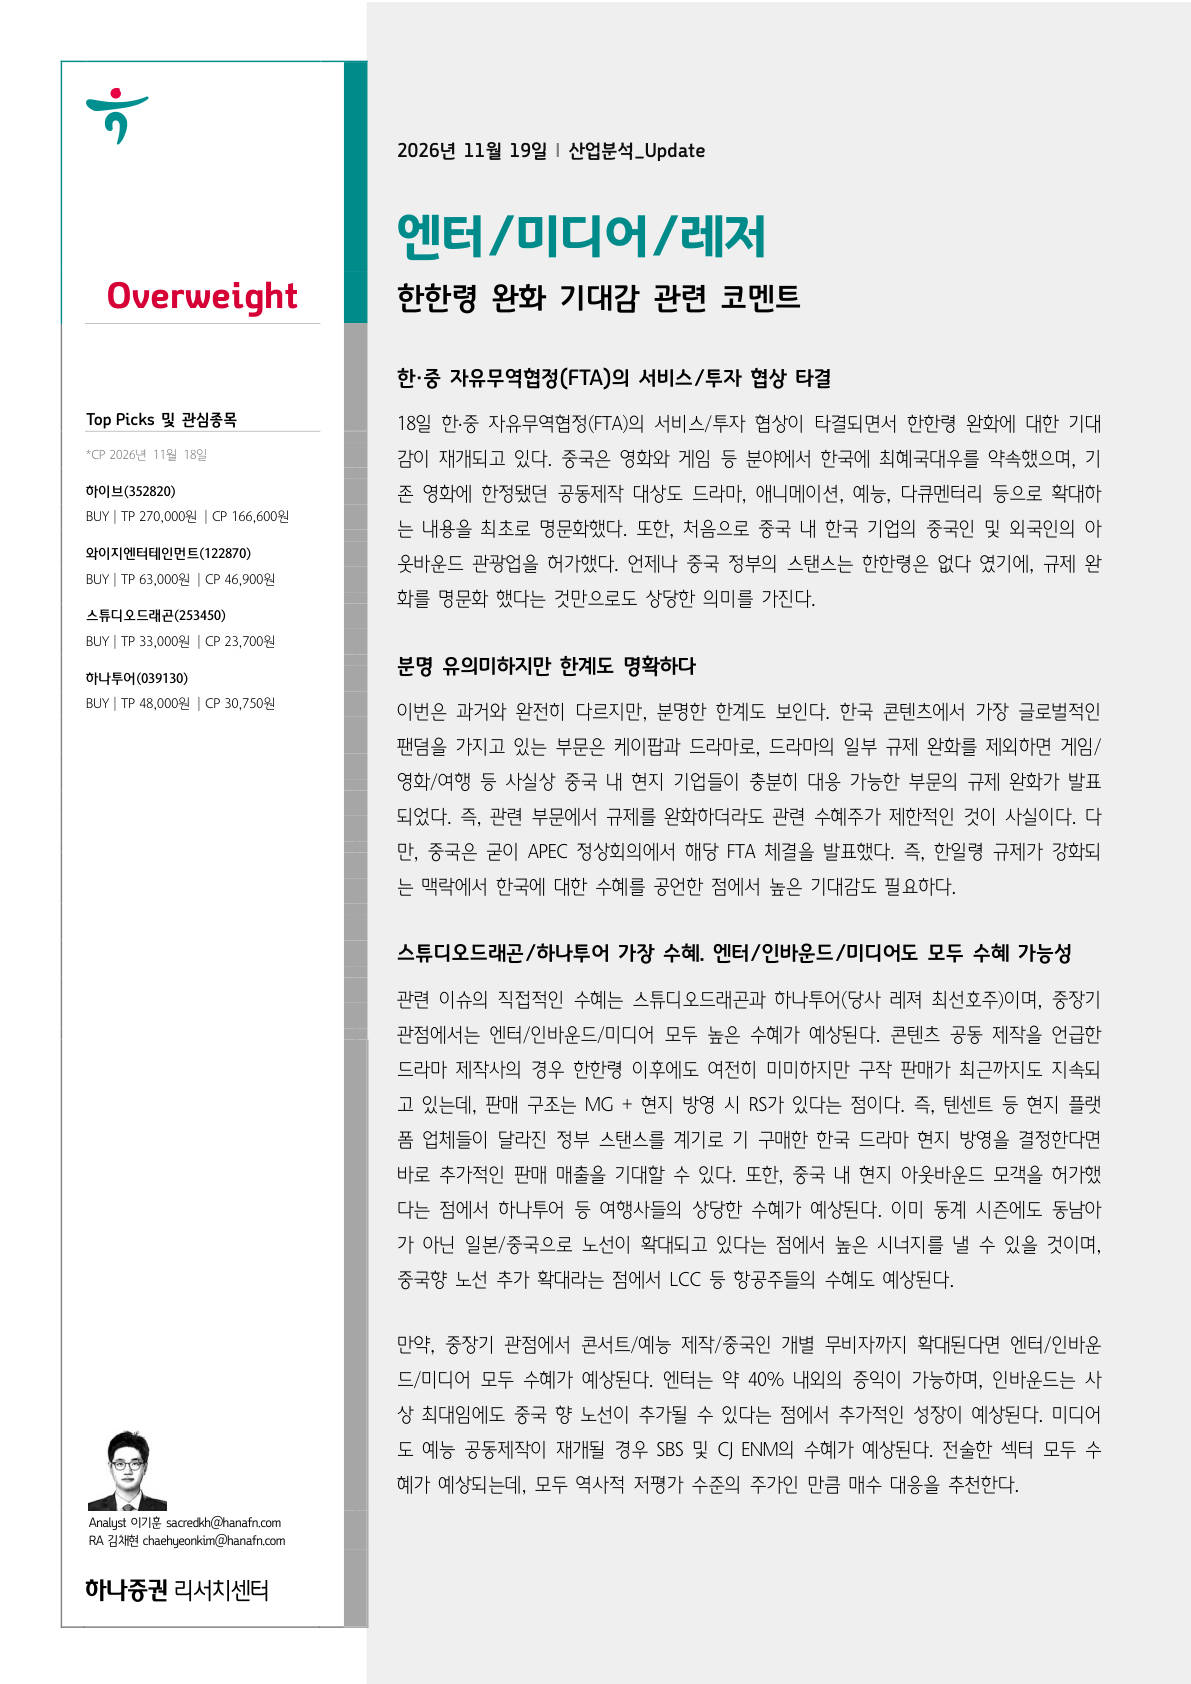 Overweight
Top Picks 및 관심종목
*CP 2026년 11월 18일
하이브(352820)
BUY | TP 270,000원 | CP 166,600원
와이지엔터테인먼트(122870)
BUY | TP 63,000원 | CP 46,900원
스튜디오드래곤(253450)
BUY | TP 33,000원 | CP 23,700원
하나투어(039130)
BUY | TP 48,000원 | CP 30,750원
Analyst 이기훈 sacredkh@hanafn.com
RA 김채현 chaehyeonkim@hanafn.com
하나증권 리서치센터
2026년 11월 19일 | 산업분석_Update
엔터/미디어/레저
한한령 완화 기대감 관련 코멘트
한·중 자유무역협정(FTA)의 서비스/투자 협상 타결
18일 한·중 자유무역협정(FTA)의 서비스/투자 협상이 타결되면서 한한령 완화에 대한 기대
감이 재개되고 있다. 중국은 영화와 게임 등 분야에서 한국에 최혜국대우를 약속했으며, 기
존 영화에 한정됐던 공동제작 대상도 드라마, 애니메이션, 예능, 다큐멘터리 등으로 확대하
는 내용을 최초로 명문화했다. 또한, 처음으로 중국 내 한국 기업의 중국인 및 외국인의 아
웃바운드 관광업을 허가했다. 언제나 중국 정부의 스탠스는 한한령은 없다 였기에, 규제 완
화를 명문화 했다는 것만으로도 상당한 의미를 가진다.
분명 유의미하지만 한계도 명확하다
이번은 과거와 완전히 다르지만, 분명한 한계도 보인다. 한국 콘텐츠에서 가장 글로벌적인
팬덤을 가지고 있는 부문은 케이팝과 드라마로, 드라마의 일부 규제 완화를 제외하면 게임/
영화/여행 등 사실상 중국 내 현지 기업들이 충분히 대응 가능한 부문의 규제 완화가 발표
되었다. 즉, 관련 부문에서 규제를 완화하더라도 관련 수혜주가 제한적인 것이 사실이다. 다
만, 중국은 굳이 APEC 정상회의에서 해당 FTA 체결을 발표했다. 즉, 한일령 규제가 강화되
는 맥락에서 한국에 대한 수혜를 공언한 점에서 높은 기대감도 필요하다.
스튜디오드래곤/하나투어 가장 수혜. 엔터/인바운드/미디어도 모두 수혜 가능성
관련 이슈의 직접적인 수혜는 스튜디오드래곤과 하나투어(당사 레져 최선호주)이며, 중장기
관점에서는 엔터/인바운드/미디어 모두 높은 수혜가 예상된다. 콘텐츠 공동 제작을 언급한
드라마 제작사의 경우 한한령 이후에도 여전히 미미하지만 구작 판매가 최근까지도 지속되
고 있는데, 판매 구조는 MG + 현지 방영 시 RS가 있다는 점이다. 즉, 텐센트 등 현지 플랫
폼 업체들이 달라진 정부 스탠스를 계기로 기 구매한 한국 드라마 현지 방영을 결정한다면
바로 추가적인 판매 매출을 기대할 수 있다. 또한, 중국 내 현지 아웃바운드 모객을 허가했
다는 점에서 하나투어 등 여행사들의 상당한 수혜가 예상된다. 이미 동계 시즌에도 동남아
가 아닌 일본/중국으로 노선이 확대되고 있다는 점에서 높은 시너지를 낼 수 있을 것이며,
중국향 노선 추가 확대라는 점에서 LCC 등 항공주들의 수혜도 예상된다.
만약, 중장기 관점에서 콘서트/예능 제작/중국인 개별 무비자까지 확대된다면 엔터/인바운
드/미디어 모두 수혜가 예상된다. 엔터는 약 40% 내외의 증익이 가능하며, 인바운드는 사
상 최대임에도 중국 향 노선이 추가될 수 있다는 점에서 추가적인 성장이 예상된다. 미디어
도 예능 공동제작이 재개될 경우 SBS 및 CJ ENM의 수혜가 예상된다. 전술한 섹터 모두 수
혜가 예상되는데, 모두 역사적 저평가 수준의 주가인 만큼 매수 대응을 추천한다.